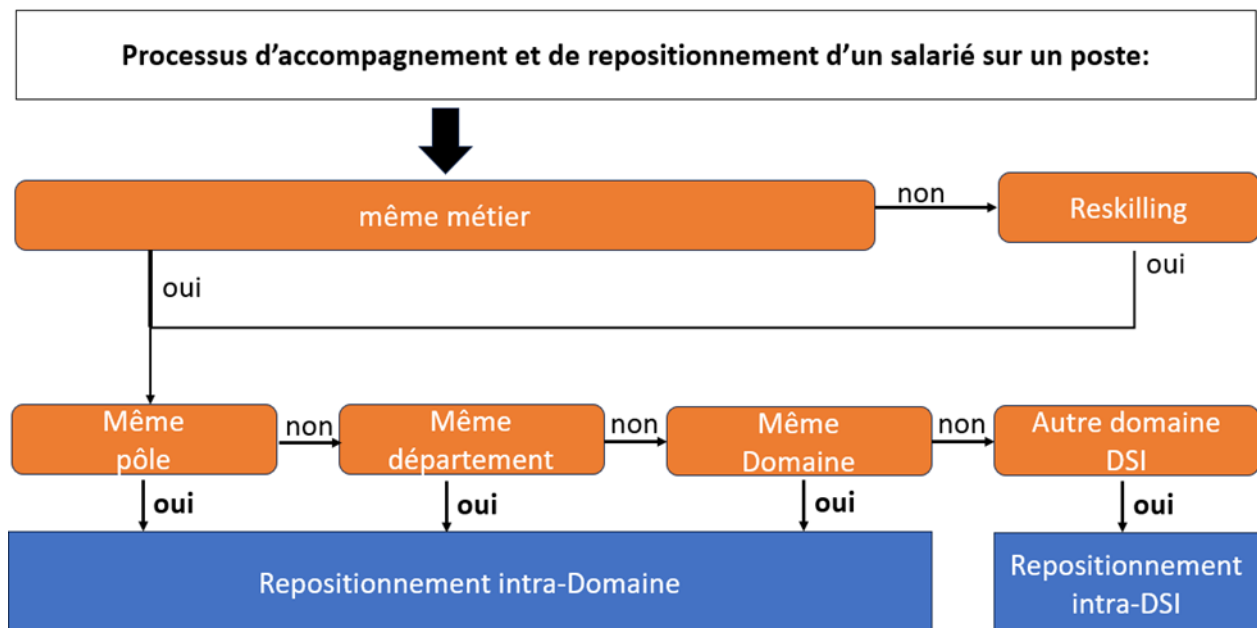 Processus d’accompagnement et de repositionnement d’un salarié sur un poste:
même métier
non
Reskilling
oui
oui
Même
pôle
non
Même
département
non
Même
Domaine
non
Autre domaine
DSI
oui
oui
oui
oui
Repositionnement intra-Domaine
Repositionnement
intra-DSI